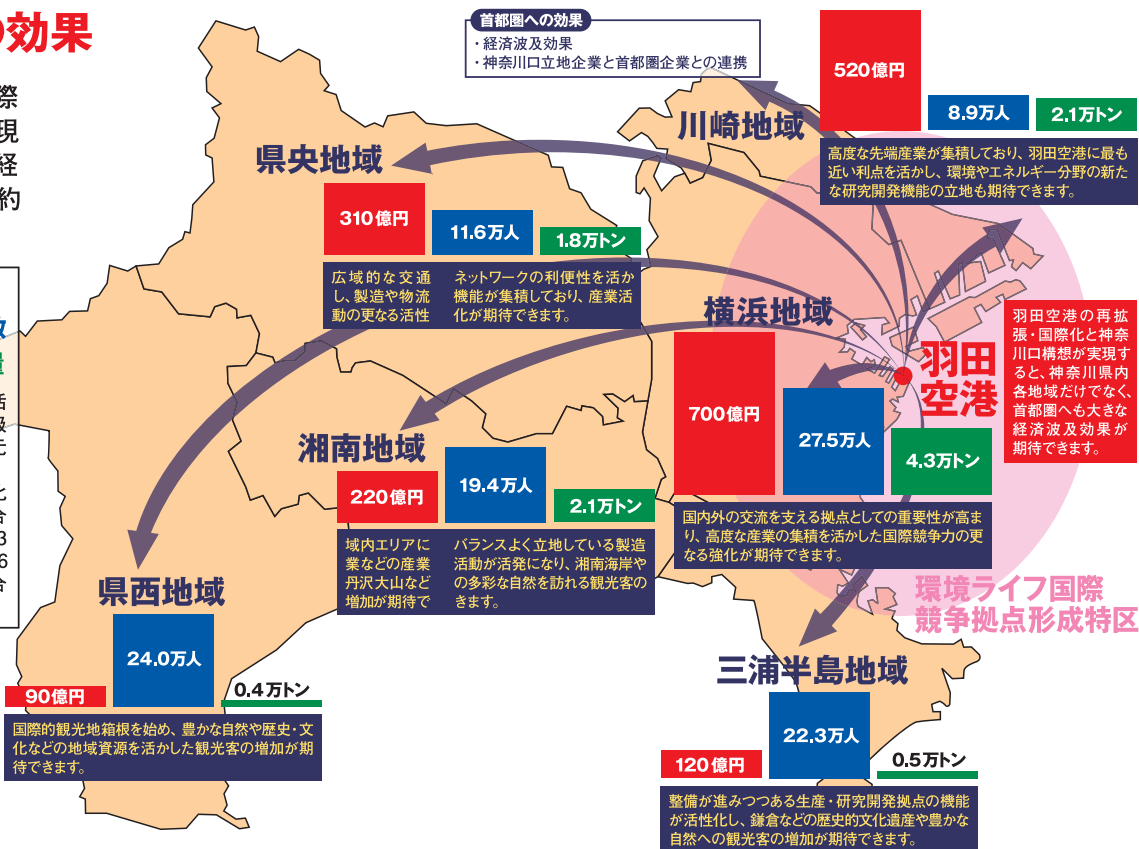 の効果
際
現
経
約
首都圏への効果
・経済波及効果
・神奈川口立地企業と首都圏企業との連携
520億円
8.9万人
2.1万トン
川崎地域
高度な先端産業が集積しており、羽田空港に最も
近い利点を活かし、環境やエネルギー分野の新た
な研究開発機能の立地も期待できます。
県央地域
310億円
11.6万人
1.8万トン
広域的な交通 ネットワークの利便性を活か
し、製造や物流 機能が集積しており、産業活
動の更なる活性 化が期待できます。
横浜地域
700億円
27.5万人
4.3万トン
国内外の交流を支える拠点としての重要性が高ま
り、高度な産業の集積を活かした国際競争力の更
なる強化が期待できます。
羽田
空港
羽田空港の再拡
張・国際化と神奈
川口構想が実現す
ると、神奈川県内
各地域だけでなく、
首都圏へも大きな
経済波及効果が
期待できます。
湘南地域
220億円
19.4万人
2.1万トン
域内エリアに バランスよく立地している製造
業などの産業 活動が活発になり、湘南海岸や
丹沢大山など の多彩な自然を訪れる観光客の
増加が期待で きます。
環境ライフ国際
競争拠点形成特区
県西地域
90億円
24.0万人
0.4万トン
国際的観光地箱根を始め、豊かな自然や歴史・文
化などの地域資源を活かした観光客の増加が期
待できます。
三浦半島地域
120億円
22.3万人
0.5万トン
整備が進みつつある生産・研究開発拠点の機能
が活性化し、鎌倉などの歴史的文化遺産や豊かな
自然への観光客の増加が期待できます。